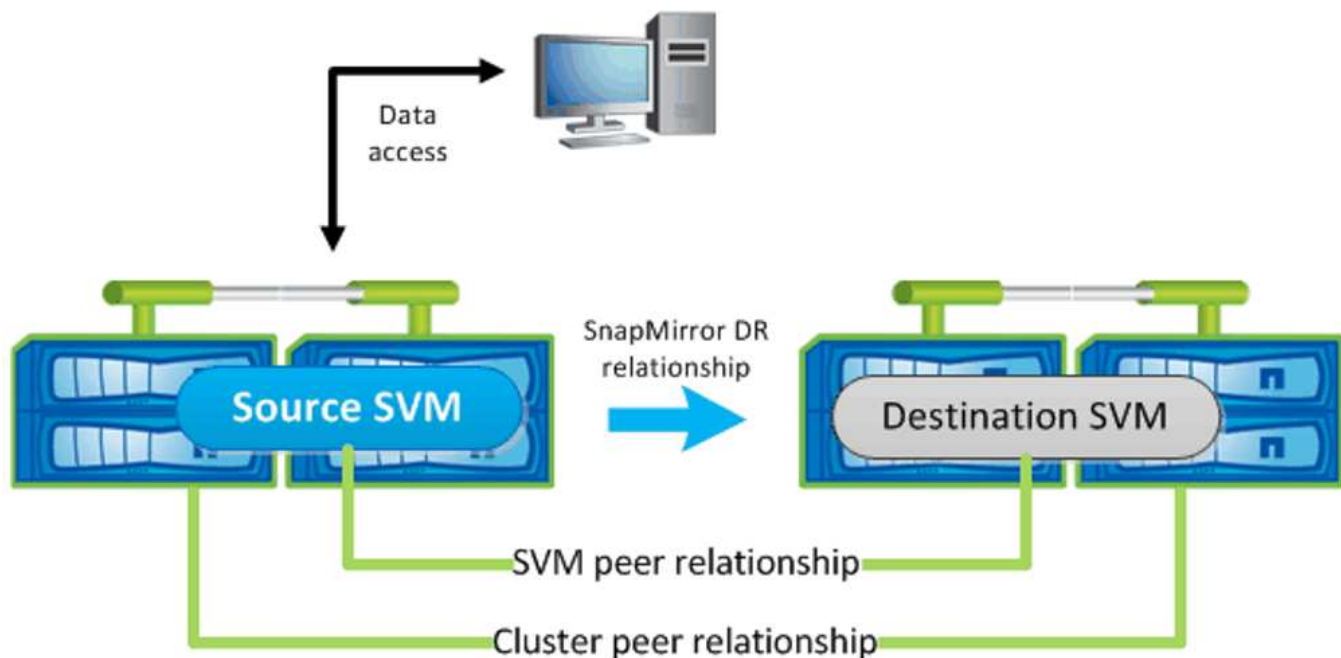 Data
access
SnapMirror DR
relationship
Source SVM
Destination SVM
SVM peer relationship
Cluster peer relationship